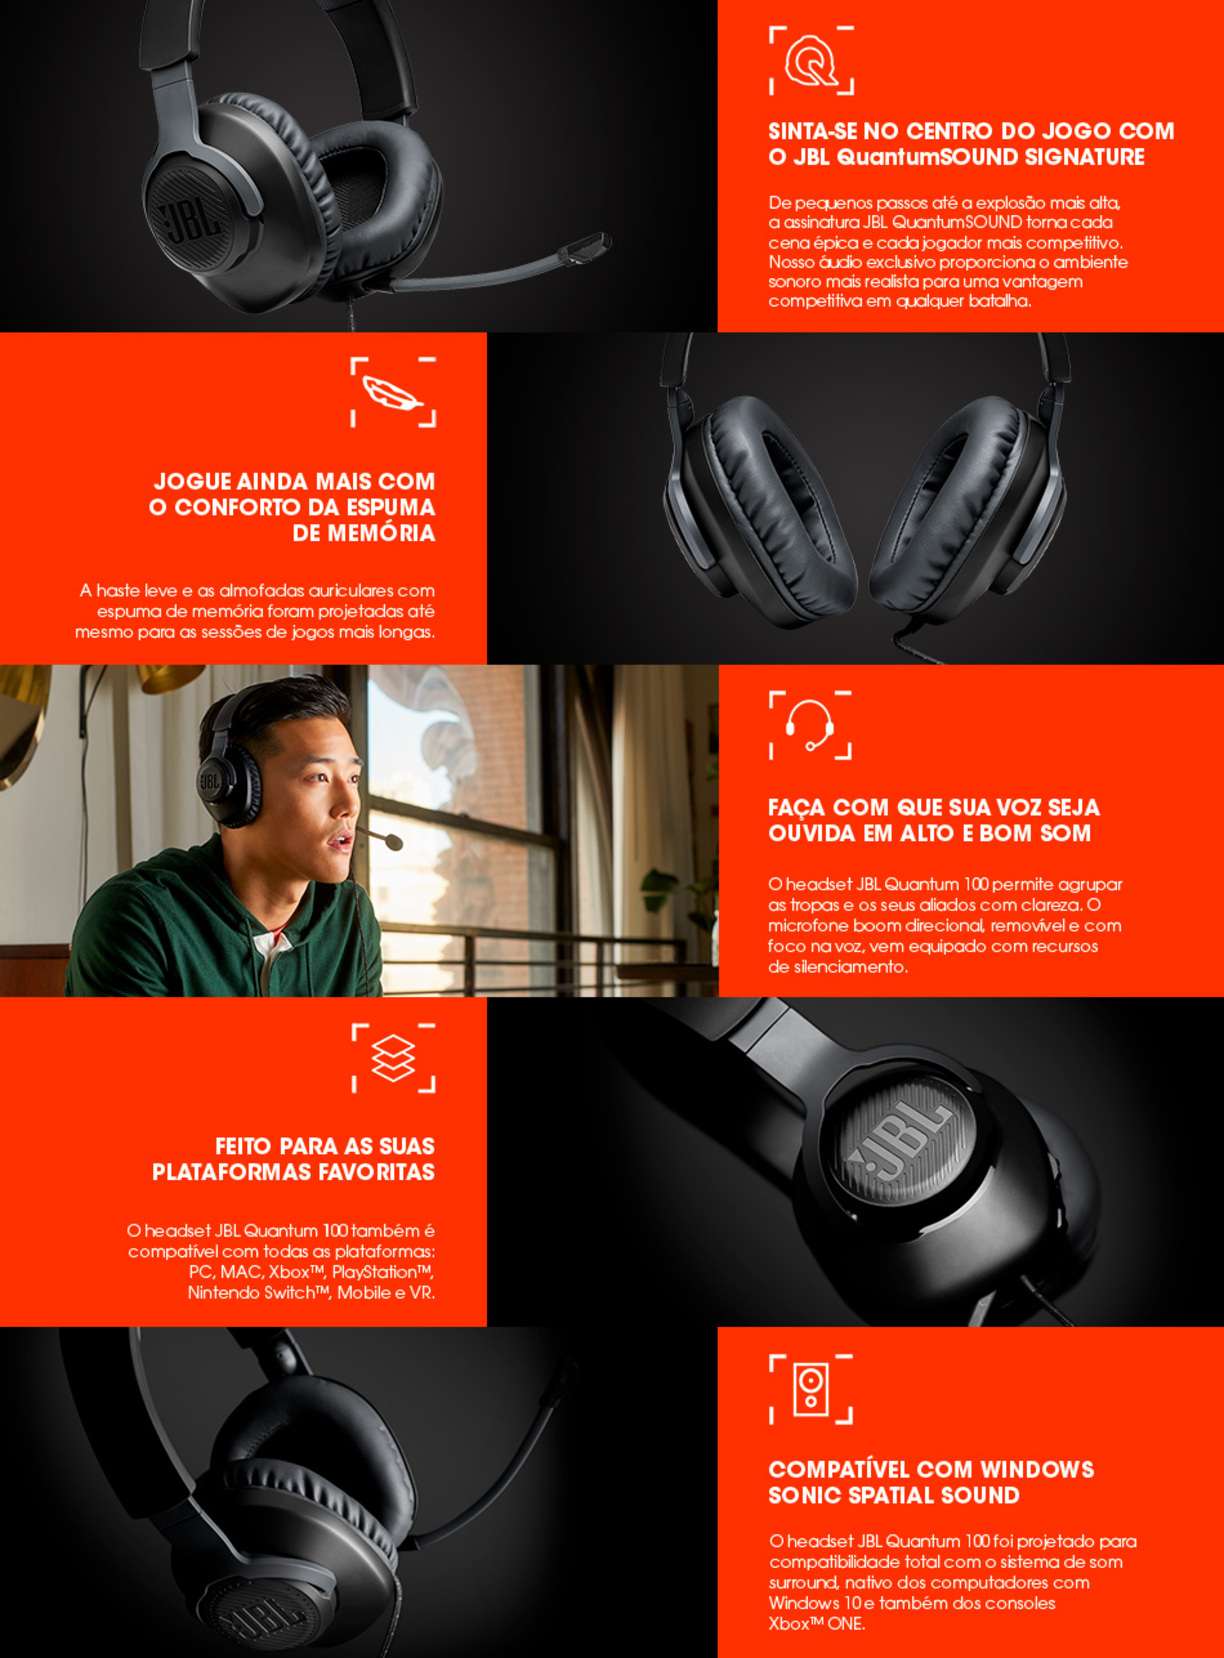 JBL
SINTA-SE NO CENTRO DO JOGO COM
O JBL QuantumSOUND SIGNATURE
De pequenos passos até a explosão mais alta,
a assinatura JBL QuantumSOUND torna cada
cena épica e cada jogador mais competitivo.
Nosso áudio exclusivo proporciona o ambiente
sonoro mais realista para uma vantagem
competitiva em qualquer batalha.
JOGUE AINDA MAIS COM
O CONFORTO DA ESPUMA
DE MEMÓRIA
A haste leve e as almofadas auriculares com
espuma de memória foram projetadas até
mesmo para as sessões de jogos mais longas.
JBL
FAÇA COM QUE SUA VOZ SEJA
OUVIDA EM ALTO E BOM SOM
O headset JBL Quantum 100 permite agrupar
as tropas e os seus aliados com clareza. O
microfone boom direcional, removível e com
foco na voz, vem equipado com recursos
de silenciamento.
FEITO PARA AS SUAS
PLATAFORMAS FAVORITAS
O headset JBL Quantum 100 também é
compatível com todas as plataformas:
PC, MAC, Xbox™, PlayStation™,
Nintendo Switch™, Mobile e VR.
JBL
COMPATÍVEL COM WINDOWS
SONIC SPATIAL SOUND
O headset JBL Quantum 100 foi projetado para
compatibilidade total com o sistema de som
surround, nativo dos computadores com
Windows 10 e também dos consoles
Xbox™ ONE.
JBL